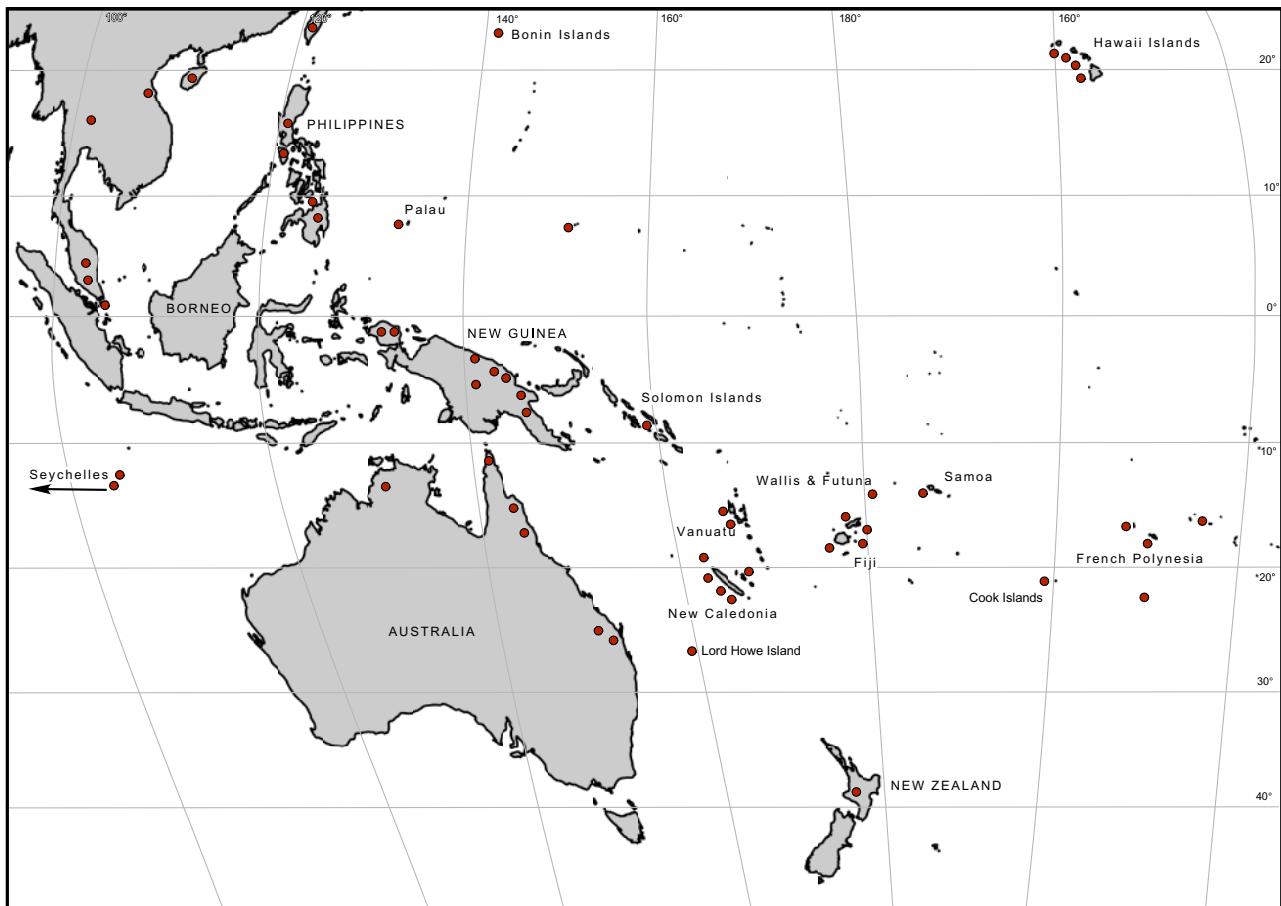 100°
120°
140°
160°
180°
160°
Bonin Islands
Hawaii Islands
20°
PHILIPPINES
10°
Palau
BORNEO
0°
NEW GUINEA
Solomon Islands
*10°
Seychelles
Wallis & Futuna
Samoa
Vanuatu
French Polynesia
Fiji
*20°
Cook Islands
New Caledonia
AUSTRALIA
Lord Howe Island
30°
NEW ZEALAND
40°